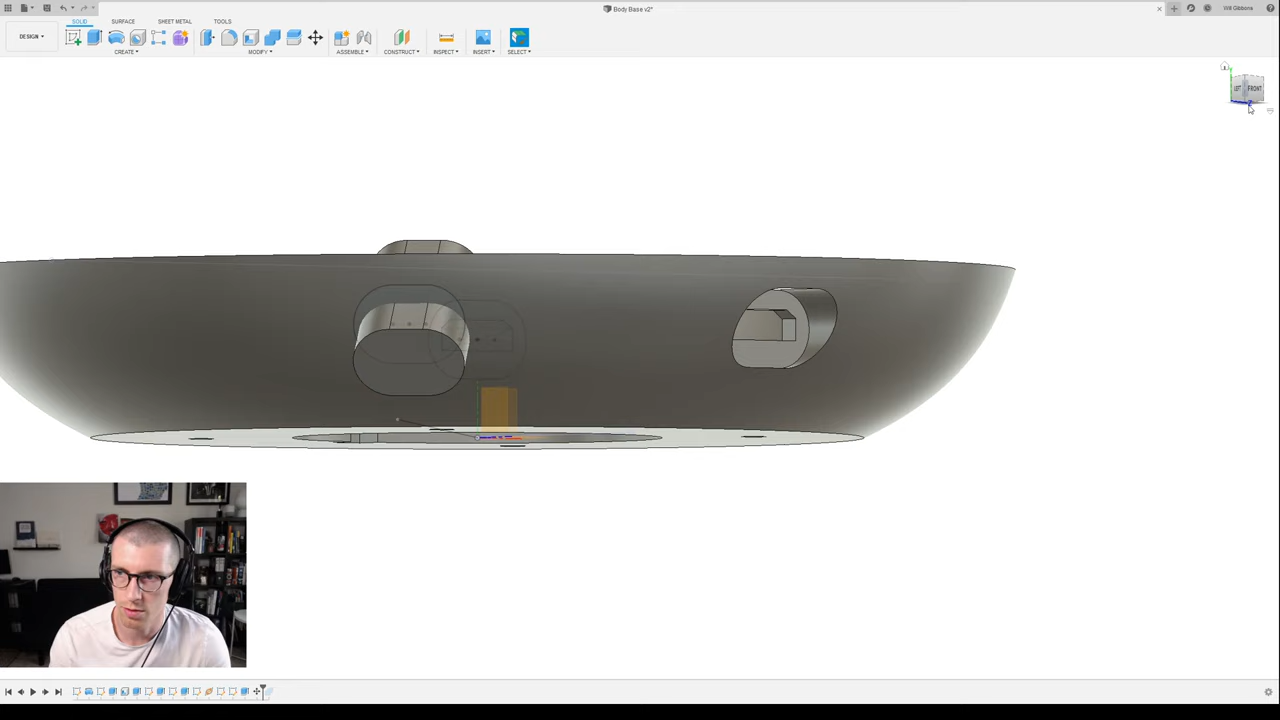 Body Base v2*
Will Gibbons
DESIGN ▾
SOLID
SURFACE
SHEET METAL
TOOLS
CREATE ▾
MODIFY ▾
ASSEMBLE ▾
CONSTRUCT ▾
INSPECT ▾
INSERT ▾
SELECT ▾
LEFT
FRONT